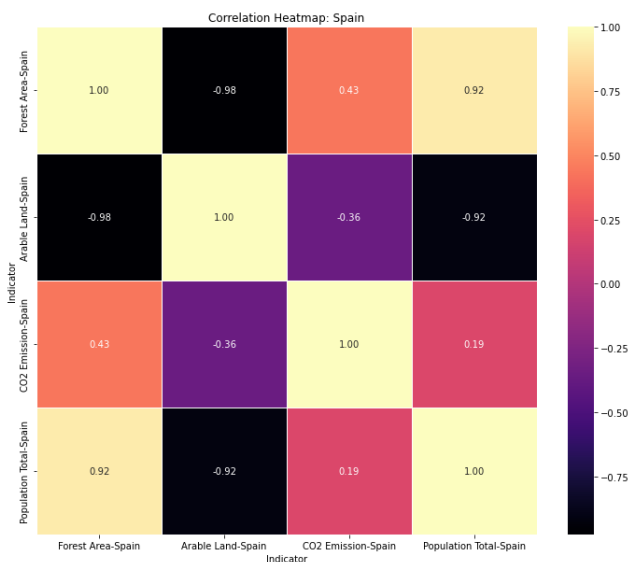 Correlation Heatmap: Spain
Forest Area-Spain
1.00 -0.98 0.43 0.92
Arable Land-Spain
-0.98 1.00 -0.36 -0.92
Indicator
CO2 Emission-Spain
0.43 -0.36 1.00 0.19
Population Total-Spain
0.92 -0.92 0.19 1.00
Forest Area-Spain Arable Land-Spain CO2 Emission-Spain Population Total-Spain
Indicator
1.00
0.75
0.50
0.25
0.00
−0.25
−0.50
−0.75